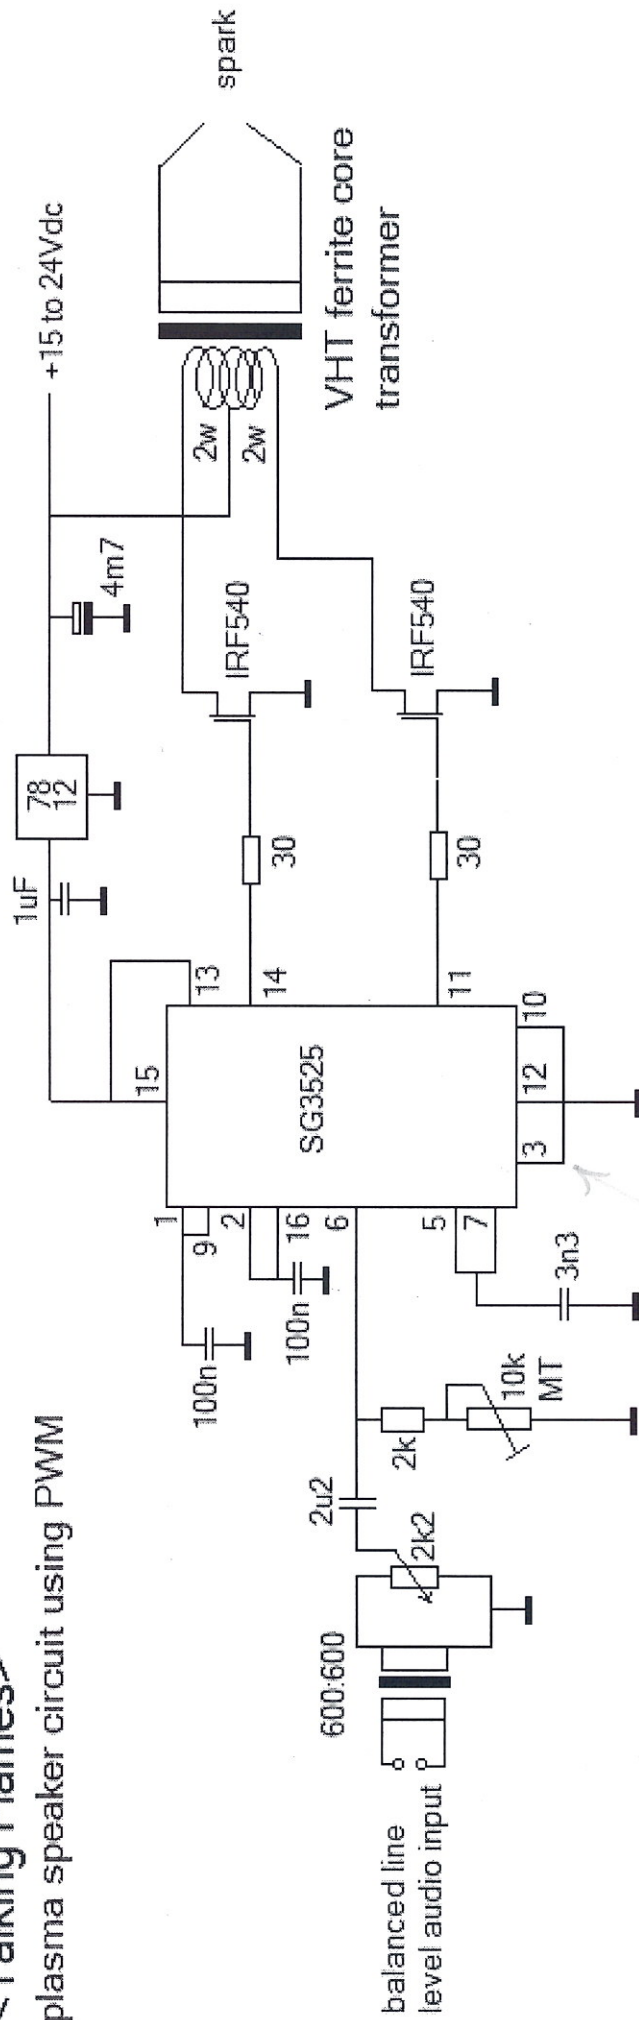 <Talking Flames>
plasma speaker circuit using PWM
balanced line
level audio input
600:600
2k2
2u2
2k
10k
MT
100n
100n
3n3
1
9
2
16
6
5
7
SG3525
15
13
14
11
3
12
10
1uF
78
12
4m7
+15 to 24Vdc
30
30
IRF540
IRF540
2w
2w
VHT ferrite core
transformer
spark